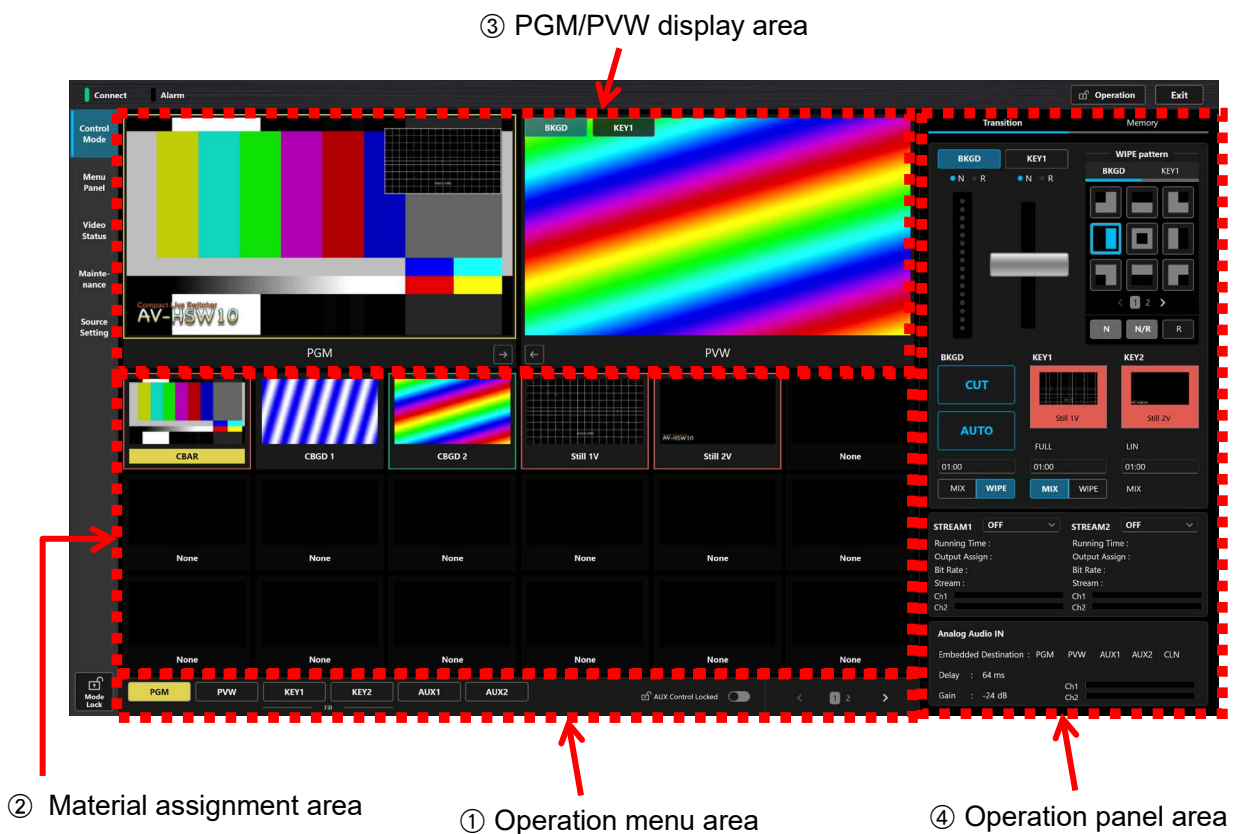 ③ PGM/PVW display area
Connect Alarm
Operation Exit
Control
Mode
Menu
Panel
Video
Status
Mainte-
nance
Source
Setting
Mode
Lock
Compact Live Switcher
AV-HSW10
BKGD KEY1
PGM → ← PVW
CBAR CBGD 1 CBGD 2 Still 1V Still 2V None
AV-HSW10
None None None None None None
None None None None None None
PGM PVW KEY1 KEY2 AUX1 AUX2
Fill
AUX Control Locked < 1 2 >
Transition Memory
BKGD KEY1
N R N R
WIPE pattern
BKGD KEY1
< 1 2 >
N N/R R
BKGD KEY1 KEY2
CUT
AUTO
Still 1V Still 2V
FULL LIN
01:00 01:00 01:00
MIX WIPE MIX WIPE MIX
STREAM1 OFF STREAM2 OFF
Running Time : Running Time :
Output Assign : Output Assign :
Bit Rate : Bit Rate :
Stream : Stream :
Ch1 Ch1
Ch2 Ch2
Analog Audio IN
Embedded Destination : PGM PVW AUX1 AUX2 CLN
Delay : 64 ms
Gain : -24 dB
Ch1
Ch2
② Material assignment area
① Operation menu area
④ Operation panel area